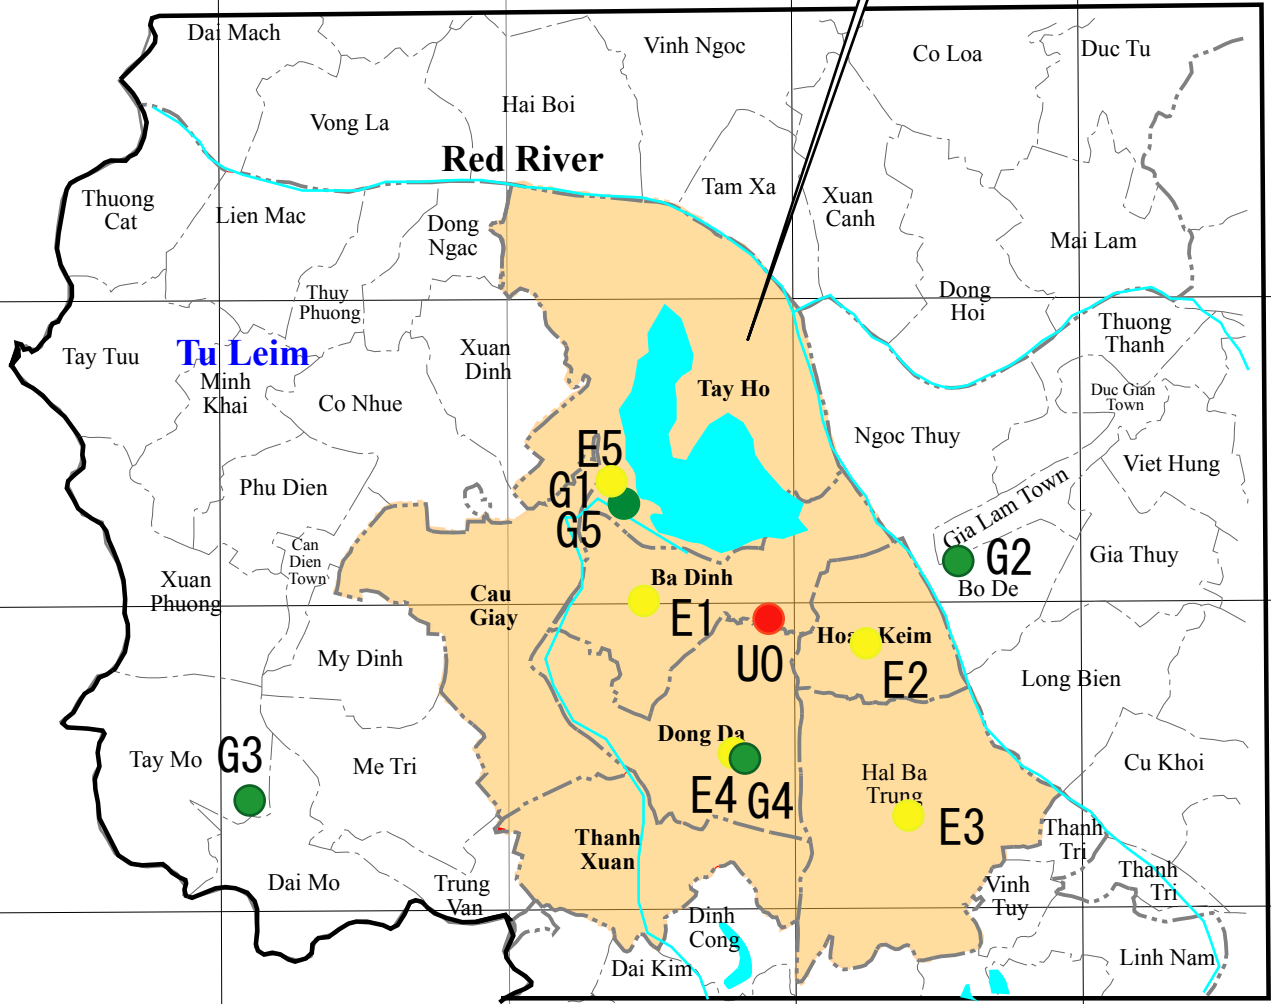 Dai Mach
Vinh Ngoc
Co Loa
Duc Tu
Vong La
Hai Boi
Red River
Tam Xa
Thuong
Cat
Lien Mac
Dong
Ngac
Xuan
Canh
Mai Lam
Thuy
Phuong
Dong
Hoi
Thuong
Thanh
Tay Tuu
Tu Leim
Minh
Khai
Xuan
Dinh
Co Nhue
Tay Ho
Duc Gian
Town
Ngoc Thuy
Viet Hung
E5
G1
G5
Phu Dien
Gia Lam Town
G2
Gia Thuy
Bo De
Can
Dien
Town
Xuan
Phuong
Cau
Giay
Ba Dinh
E1
U0
Hoan Keim
E2
My Dinh
Long Bien
Dong Da
E4
G4
Tay Mo
G3
Me Tri
Hal Ba
Trung
E3
Cu Khoi
Thanh
Xuan
Thanh
Tri
Thanh
Tri
Dai Mo
Trung
Van
Vinh
Tuy
Dinh
Cong
Dai Kim
Linh Nam